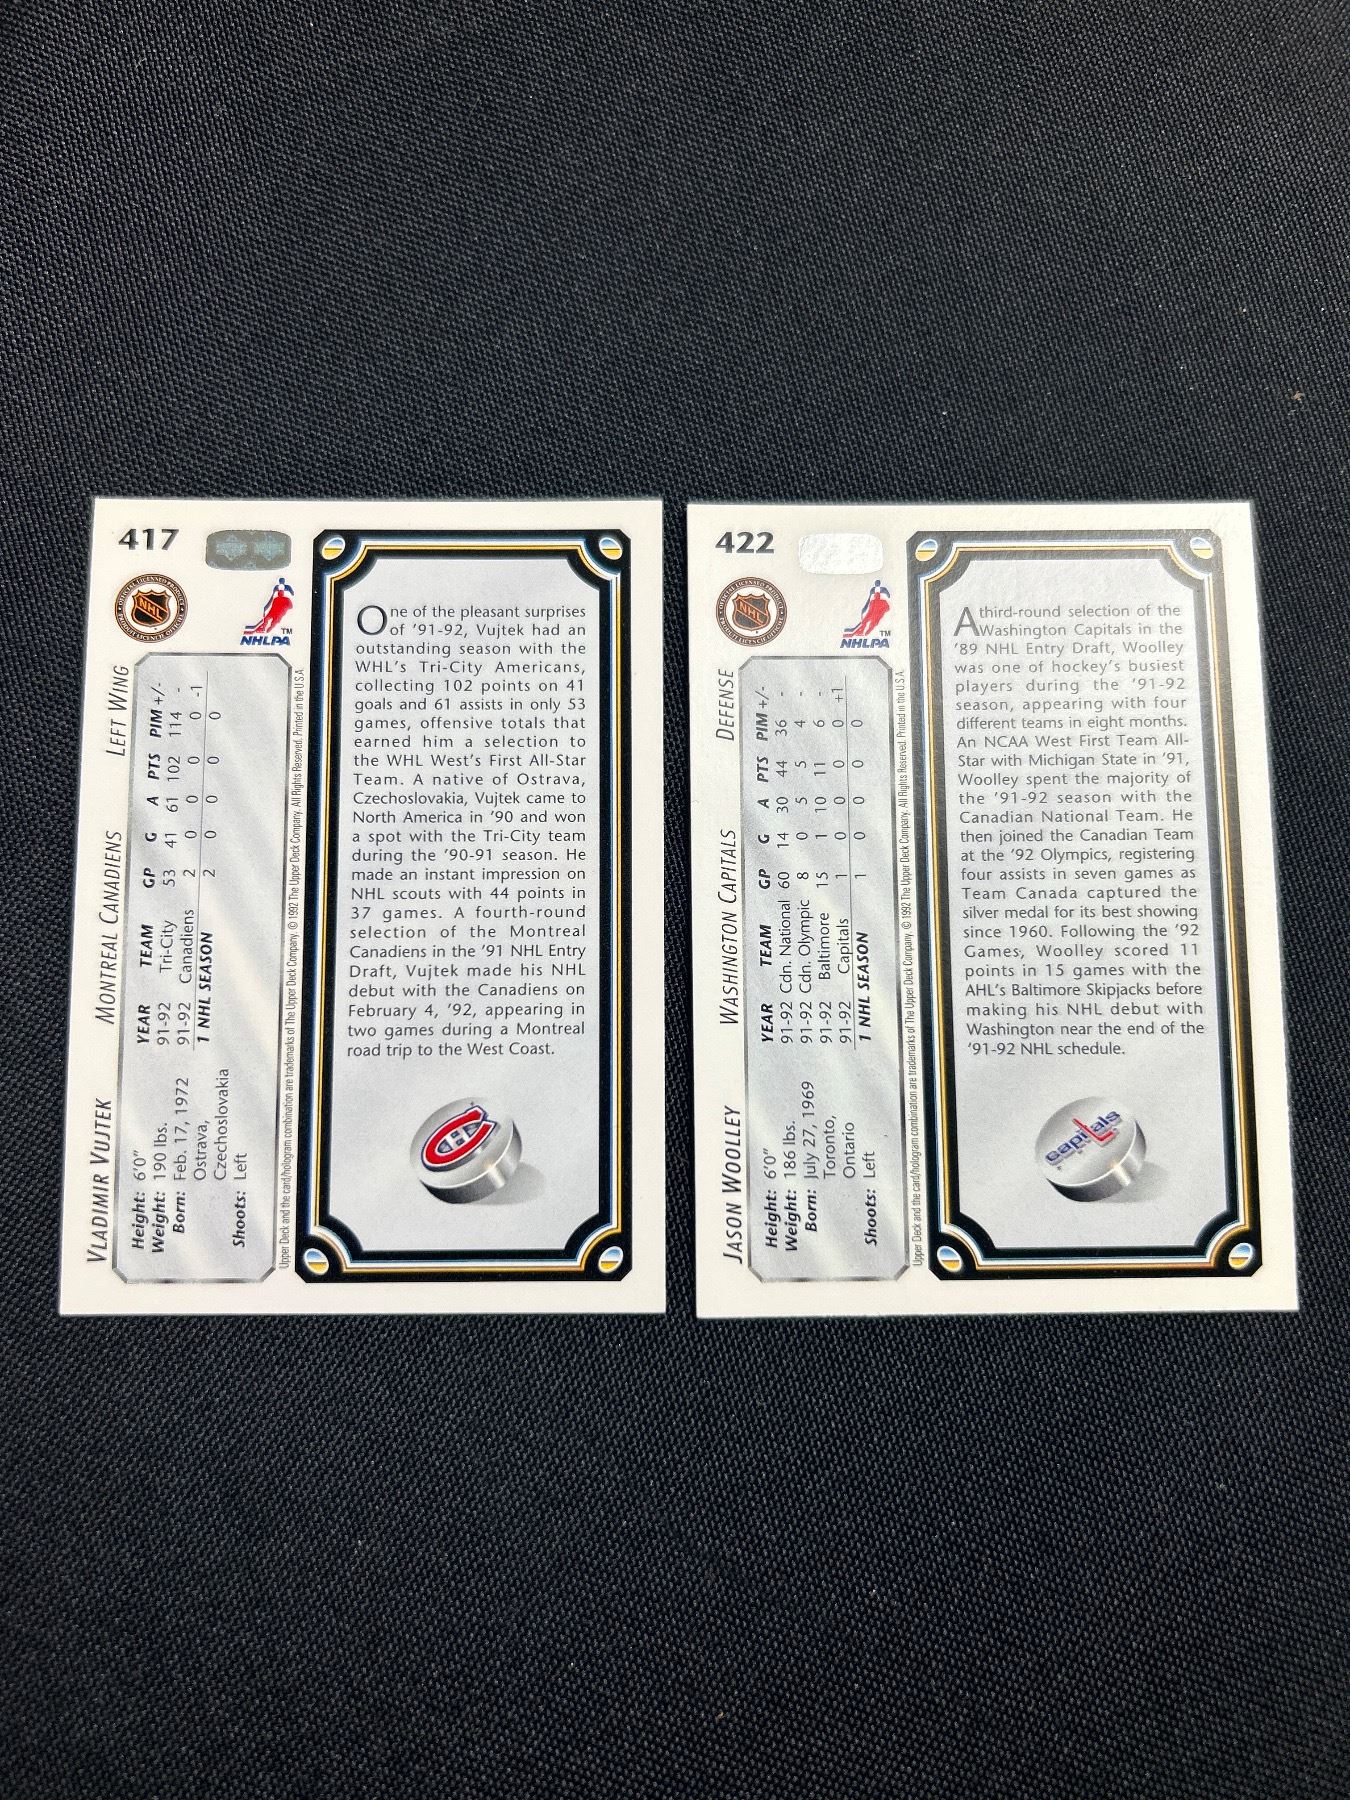 417
NHL
NHLPA
TM
VLADIMIR VUJTEK MONTREAL CANADIENS LEFT WING
Height: 6'0"
Weight: 190 lbs.
Born: Feb. 17, 1972
Ostrava,
Czechoslovakia
Shoots: Left
YEAR TEAM GP G A PTS PIM +/-
91-92 Tri-City 53 41 61 102 114 -
91-92 Canadiens 2 0 0 0 0 -1
1 NHL SEASON 2 0 0 0 0
Upper Deck and the card/hologram combination are trademarks of The Upper Deck Company. © 1992 The Upper Deck Company. All Rights Reserved. Printed in the U.S.A.
One of the pleasant surprises
of '91-92, Vujtek had an
outstanding season with the
WHL's Tri-City Americans,
collecting 102 points on 41
goals and 61 assists in only 53
games, offensive totals that
earned him a selection to
the WHL West's First All-Star
Team. A native of Ostrava,
Czechoslovakia, Vujtek came to
North America in '90 and won
a spot with the Tri-City team
during the '90-91 season. He
made an instant impression on
NHL scouts with 44 points in
37 games. A fourth-round
selection of the Montreal
Canadiens in the '91 NHL Entry
Draft, Vujtek made his NHL
debut with the Canadiens on
February 4, '92, appearing in
two games during a Montreal
road trip to the West Coast.
422
NHL
NHLPA
TM
JASON WOOLLEY WASHINGTON CAPITALS DEFENSE
Height: 6'0"
Weight: 186 lbs.
Born: July 27, 1969
Toronto,
Ontario
Shoots: Left
YEAR TEAM GP G A PTS PIM +/-
91-92 Cdn. National 60 14 30 44 36 -
91-92 Cdn. Olympic 8 0 5 5 4 -
91-92 Baltimore 15 1 10 11 6 -
91-92 Capitals 1 0 0 0 0 +1
1 NHL SEASON 1 0 0 0 0
Upper Deck and the card/hologram combination are trademarks of The Upper Deck Company. © 1992 The Upper Deck Company. All Rights Reserved. Printed in the U.S.A.
A third-round selection of the
Washington Capitals in the
'89 NHL Entry Draft, Woolley
was one of hockey's busiest
players during the '91-92
season, appearing with four
different teams in eight months.
An NCAA West First Team All-
Star with Michigan State in '91,
Woolley spent the majority of
the '91-92 season with the
Canadian National Team. He
then joined the Canadian Team
at the '92 Olympics, registering
four assists in seven games as
Team Canada captured the
silver medal for its best showing
since 1960. Following the '92
Games, Woolley scored 11
points in 15 games with the
AHL's Baltimore Skipjacks before
making his NHL debut with
Washington near the end of the
'91-92 NHL schedule.
capitals